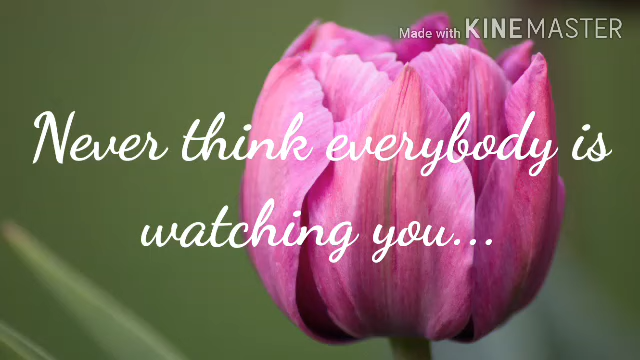 Made with KINEMASTER
Never think everybody is
watching you...